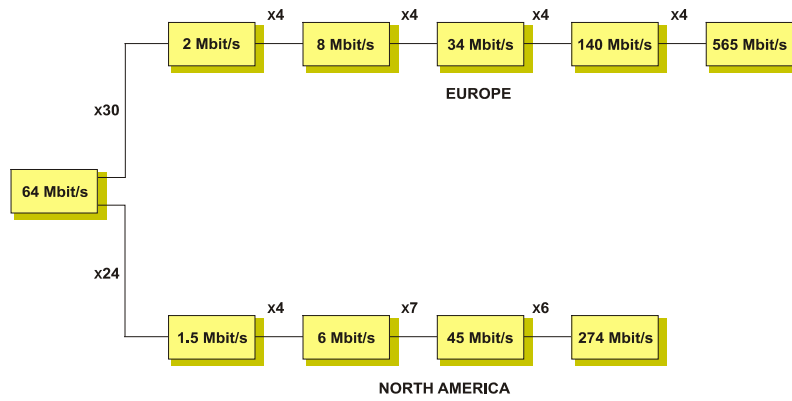 x4 x4 x4 x4
2 Mbit/s 8 Mbit/s 34 Mbit/s 140 Mbit/s 565 Mbit/s
EUROPE
x30
64 Mbit/s
x24
x4 x7 x6
1.5 Mbit/s 6 Mbit/s 45 Mbit/s 274 Mbit/s
NORTH AMERICA